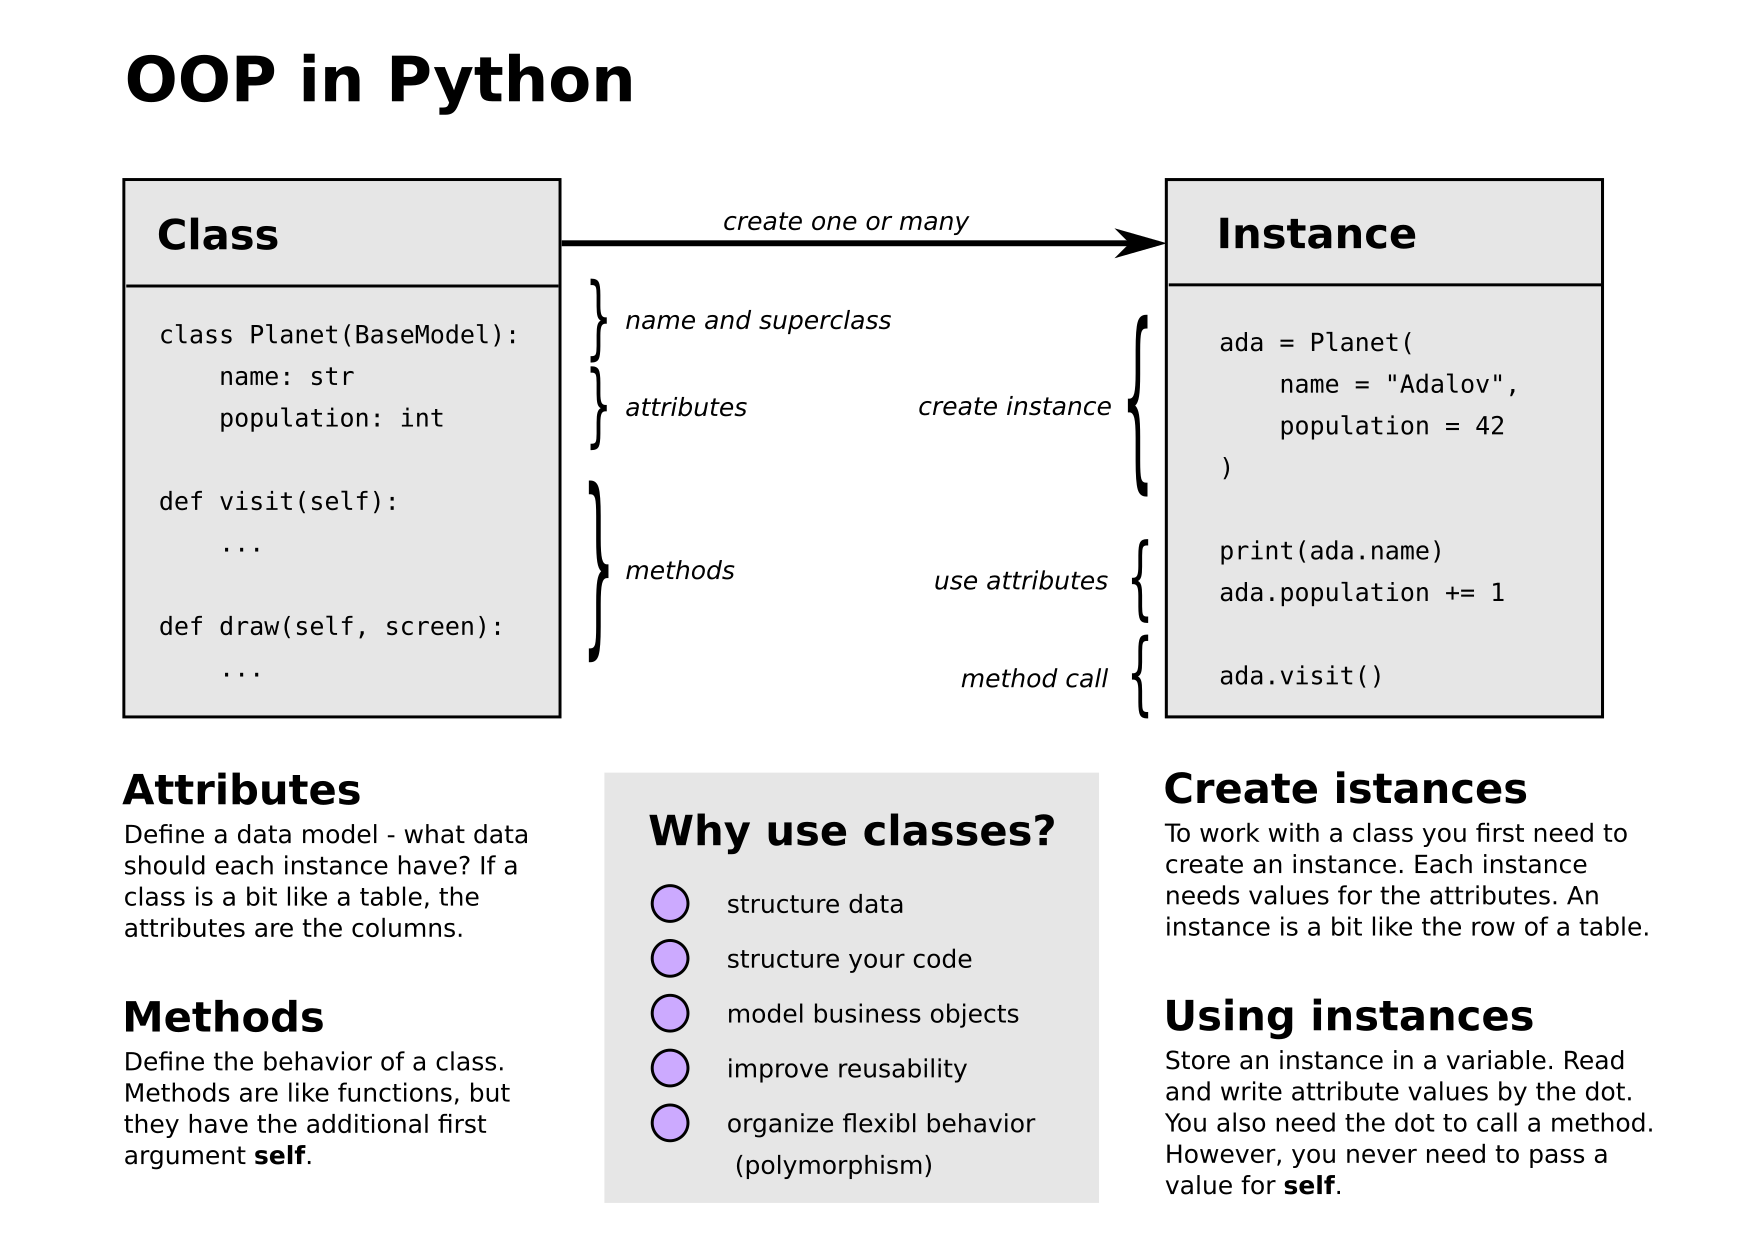 OOP in Python
Class
create one or many
Instance
class Planet(BaseModel):
    name: str
    population: int
def visit(self):
    ...
def draw(self, screen):
    ...
name and superclass
attributes
methods
create instance
use attributes
method call
ada = Planet(
    name = "Adalov",
    population = 42
)
print(ada.name)
ada.population += 1
ada.visit()
Attributes
Define a data model - what data
should each instance have? If a
class is a bit like a table, the
attributes are the columns.
Methods
Define the behavior of a class.
Methods are like functions, but
they have the additional first
argument self.
Why use classes?
structure data
structure your code
model business objects
improve reusability
organize flexibl behavior
(polymorphism)
Create istances
To work with a class you first need to
create an instance. Each instance
needs values for the attributes. An
instance is a bit like the row of a table.
Using instances
Store an instance in a variable. Read
and write attribute values by the dot.
You also need the dot to call a method.
However, you never need to pass a
value for self.